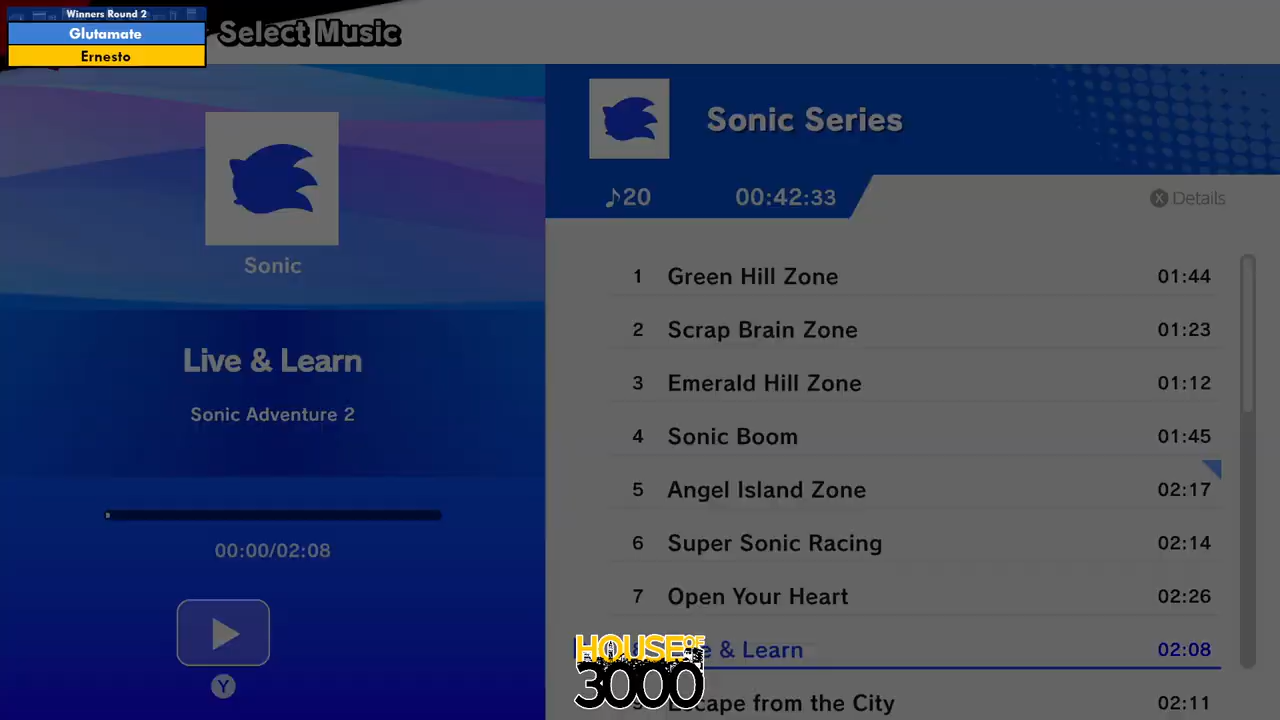 Winners Round 2
Glutamate
Ernesto
Select Music
Sonic
Live & Learn
Sonic Adventure 2
00:00/02:08
Y
Sonic Series
♪20 00:42:33
X Details
1 Green Hill Zone 01:44
2 Scrap Brain Zone 01:23
3 Emerald Hill Zone 01:12
4 Sonic Boom 01:45
5 Angel Island Zone 02:17
6 Super Sonic Racing 02:14
7 Open Your Heart 02:26
& Learn 02:08
Escape from the City 02:11
HOUSE OF
3000